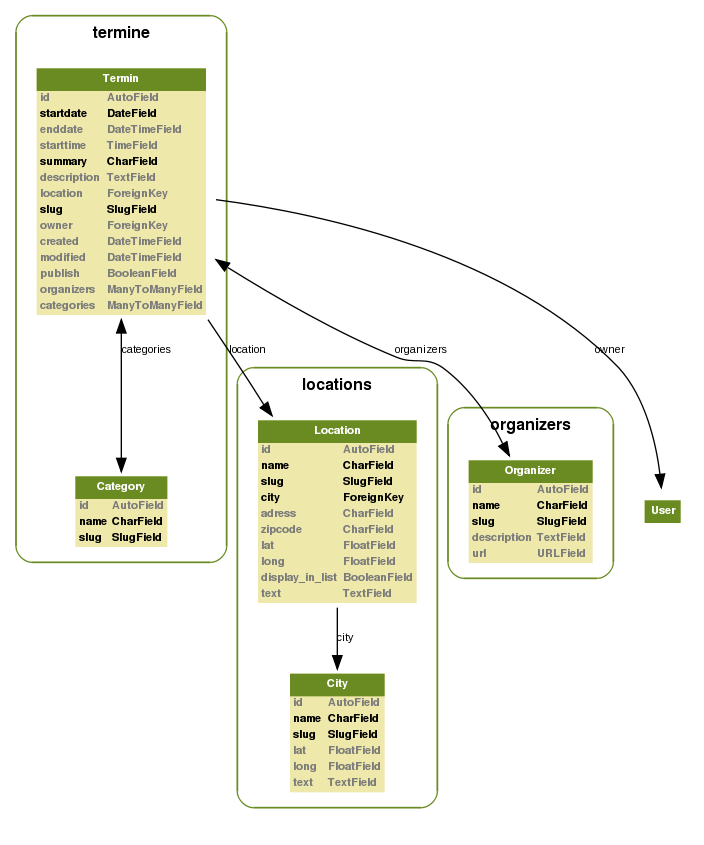 termine
Termin
id AutoField
startdate DateField
enddate DateTimeField
starttime TimeField
summary CharField
description TextField
location ForeignKey
slug SlugField
owner ForeignKey
created DateTimeField
modified DateTimeField
publish BooleanField
organizers ManyToManyField
categories ManyToManyField
categories
location
organizers
owner
Category
id AutoField
name CharField
slug SlugField
locations
Location
id AutoField
name CharField
slug SlugField
city ForeignKey
adress CharField
zipcode CharField
lat FloatField
long FloatField
display_in_list BooleanField
text TextField
city
City
id AutoField
name CharField
slug SlugField
lat FloatField
long FloatField
text TextField
organizers
Organizer
id AutoField
name CharField
slug SlugField
description TextField
url URLField
User